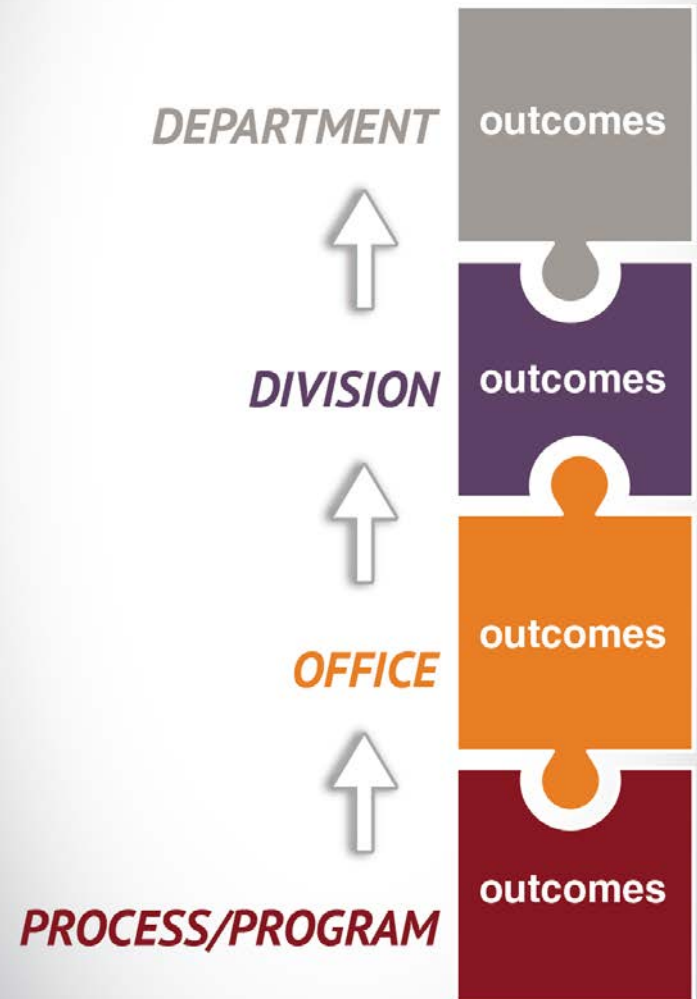 DEPARTMENT outcomes
DIVISION outcomes
OFFICE outcomes
PROCESS/PROGRAM outcomes